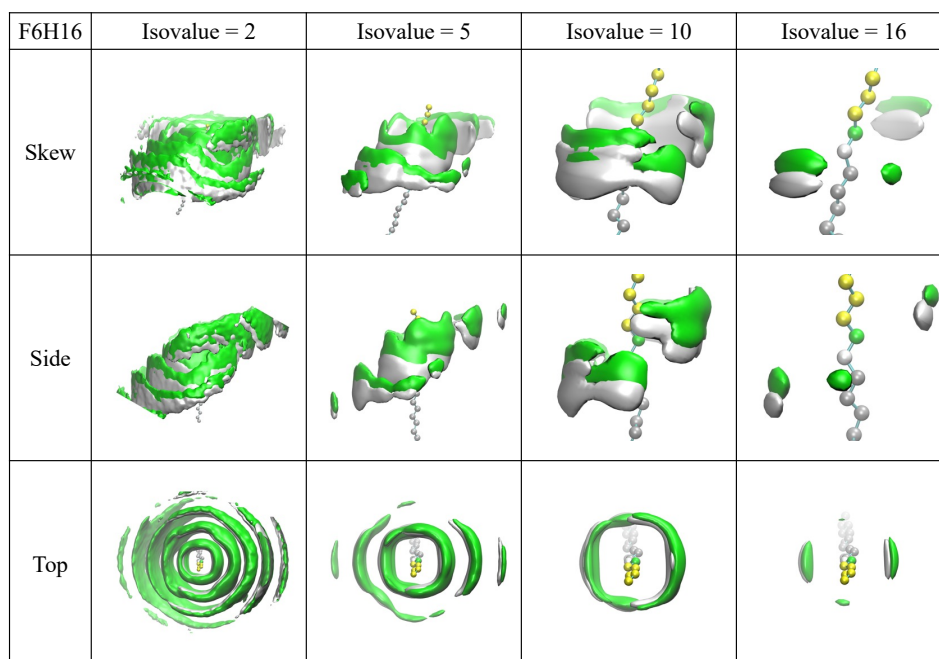 F6H16 Isovalue = 2 Isovalue = 5 Isovalue = 10 Isovalue = 16
Skew
Side
Top